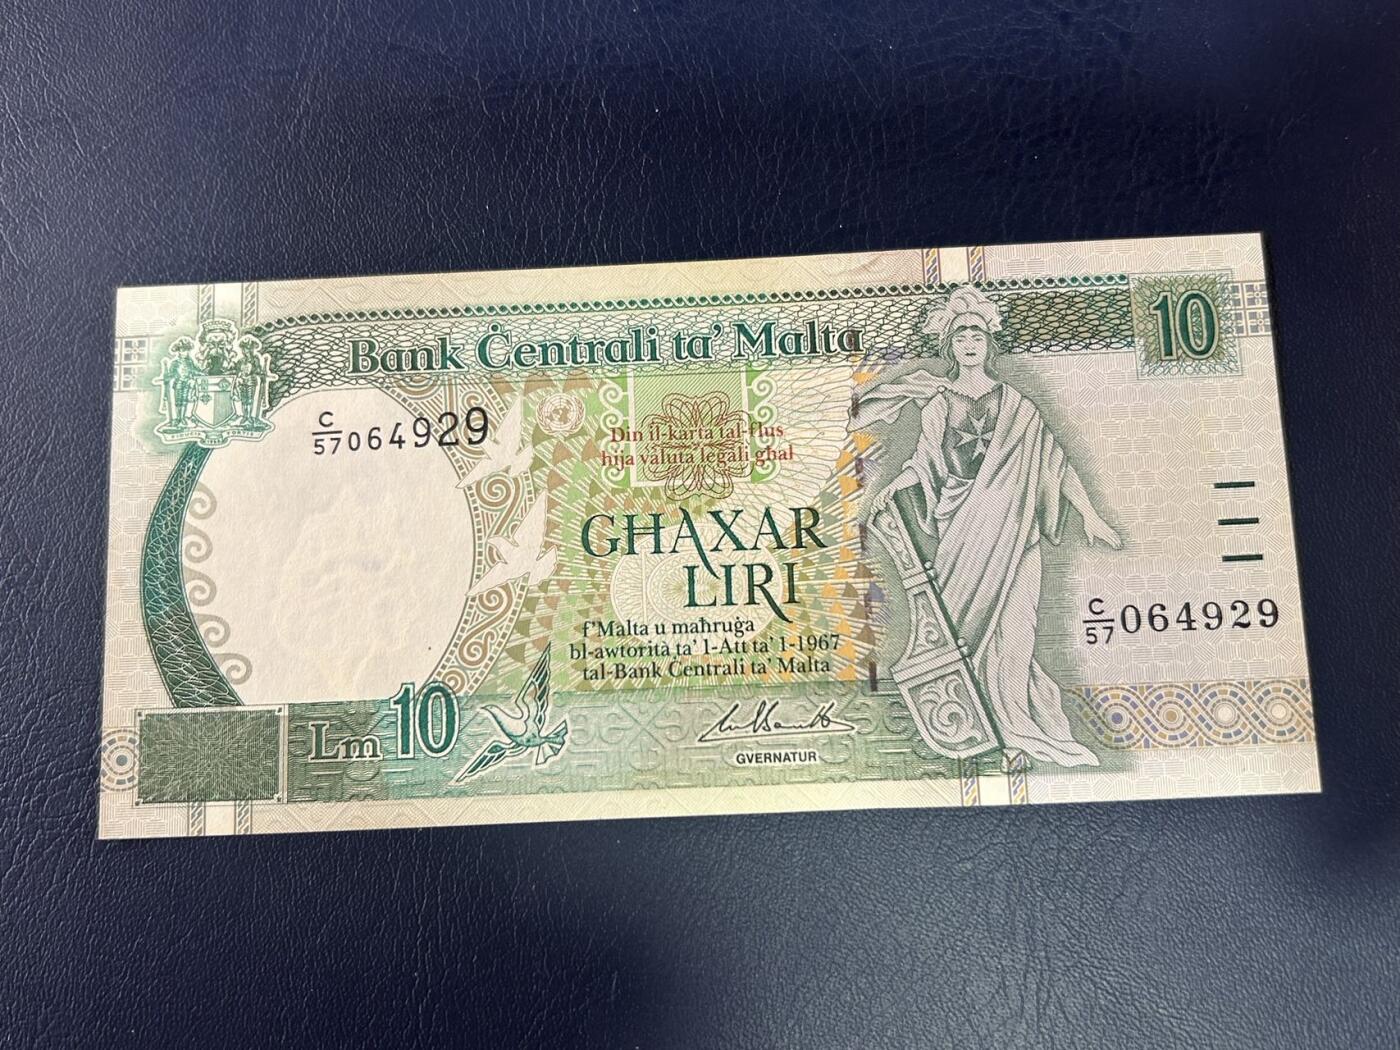 Bank Ċentrali ta' Malta
10
C/57 064929
Din il-karta tal-flus
hija valuta legali għal
GĦAXAR
LIRI
f'Malta u maħruġa
bl-awtorità ta' l-Att ta' l-1967
tal-Bank Ċentrali ta' Malta
C/57 064929
Lm 10
GVERNATUR